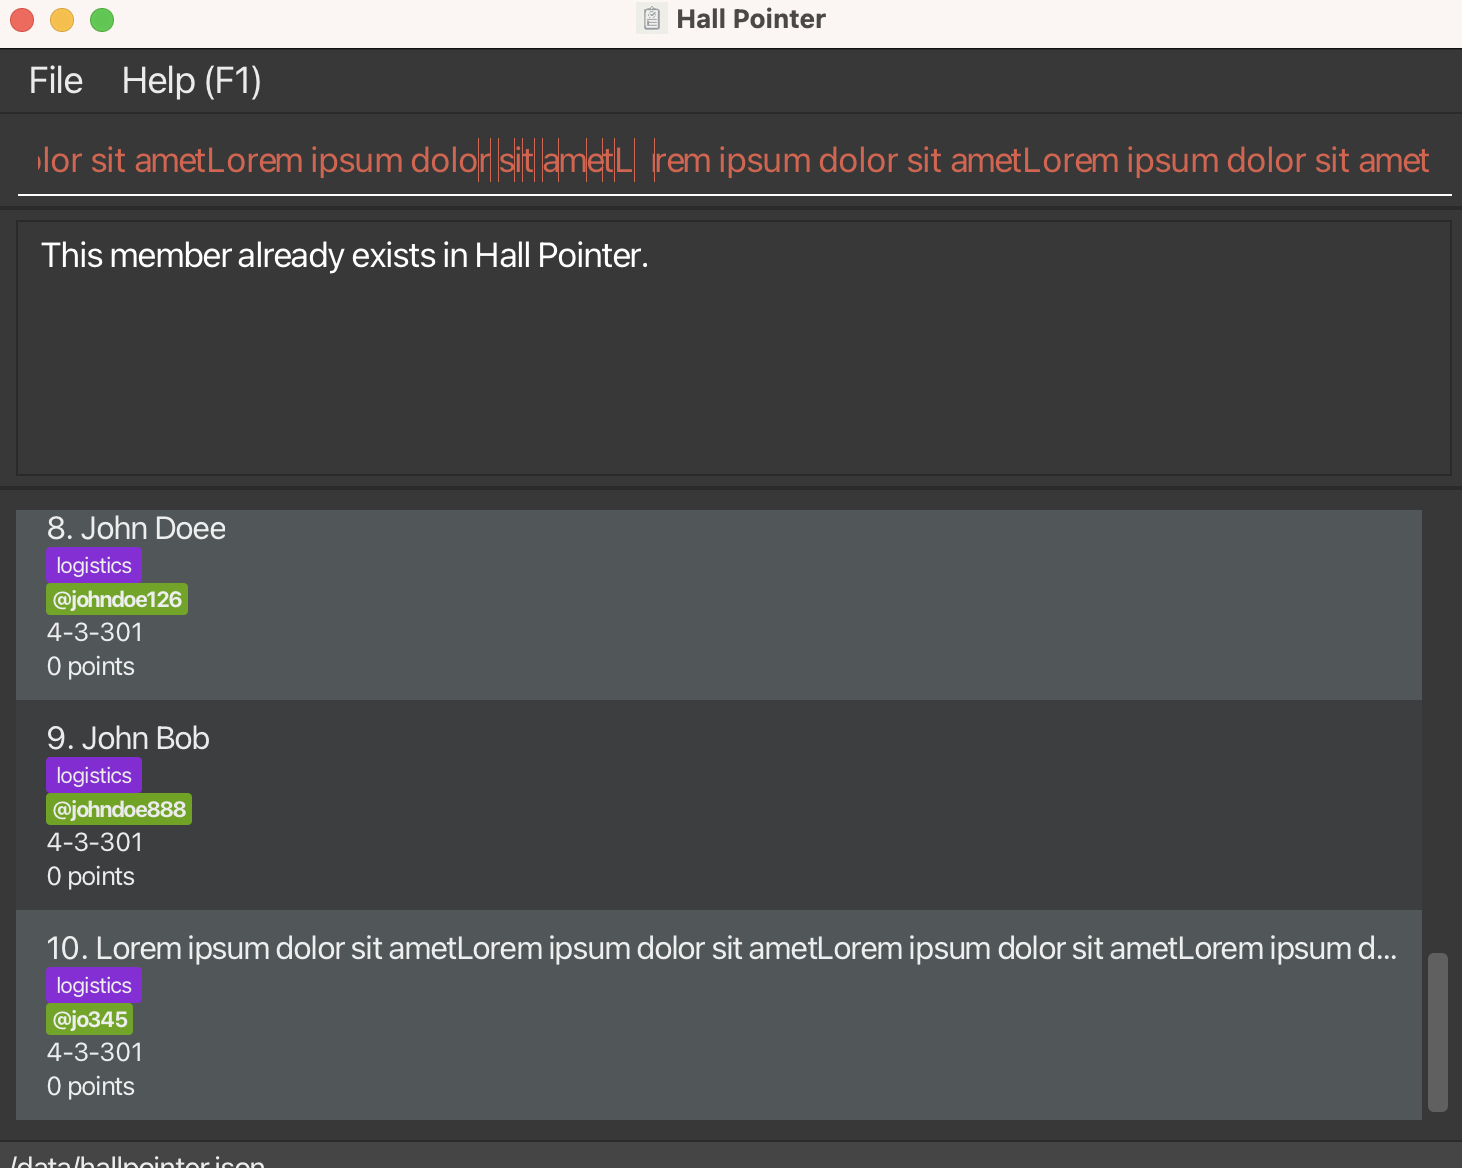 Hall Pointer
File Help (F1)
olor sit ametLorem ipsum dolor sit ametL rem ipsum dolor sit ametLorem ipsum dolor sit amet
This member already exists in Hall Pointer.
8. John Doee
logistics
@johndoe126
4-3-301
0 points
9. John Bob
logistics
@johndoe888
4-3-301
0 points
10. Lorem ipsum dolor sit ametLorem ipsum dolor sit ametLorem ipsum dolor sit ametLorem ipsum d...
logistics
@jo345
4-3-301
0 points
/data/hallpointer.json